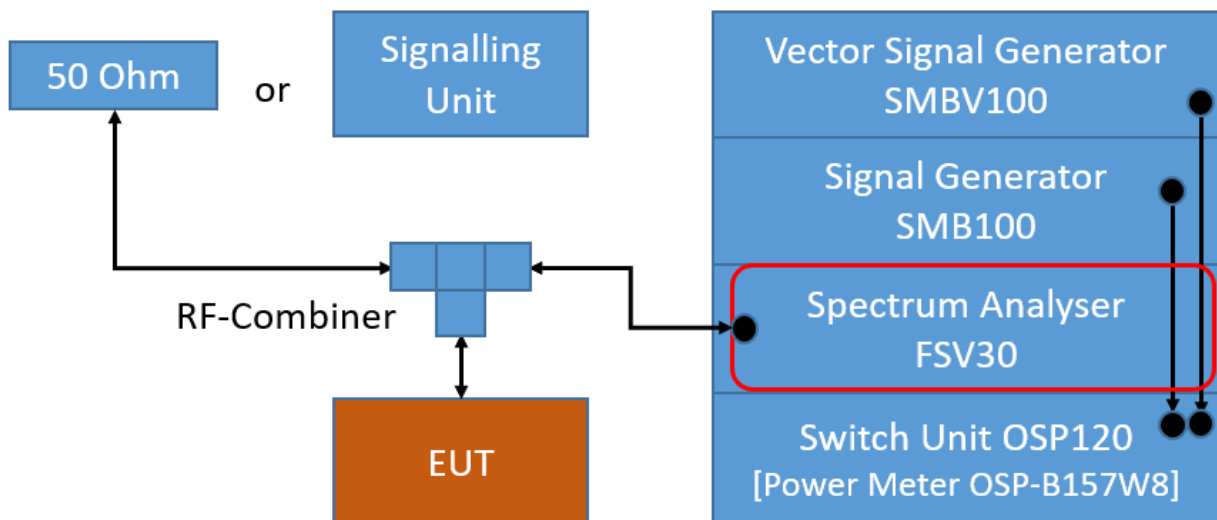 50 Ohm
or
Signalling
Unit
Vector Signal Generator
SMBV100
Signal Generator
SMB100
Spectrum Analyser
FSV30
RF-Combiner
EUT
Switch Unit OSP120
[Power Meter OSP-B157W8]